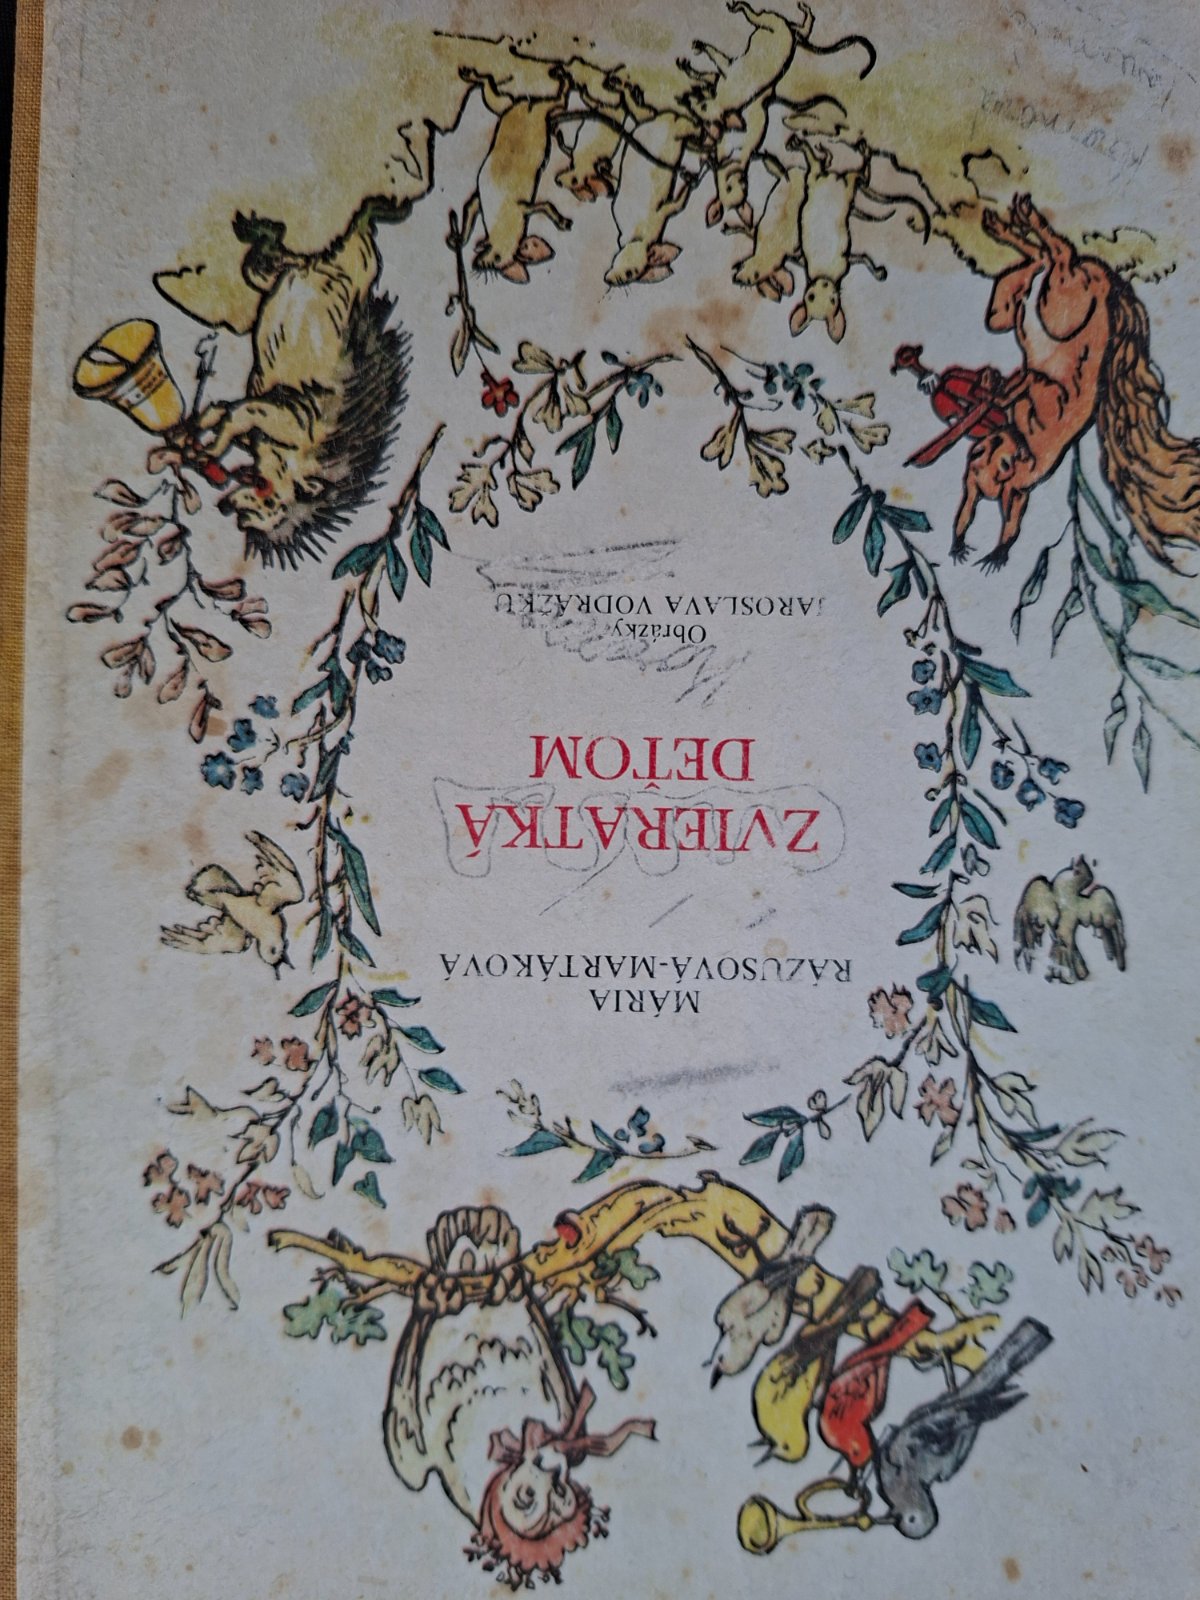 MÁRIA
RÁZUSOVÁ-MARTÁKOVÁ
ZVIERATKÁ
DEŤOM
Obrázky
JAROSLAVA VODRÁŽKU